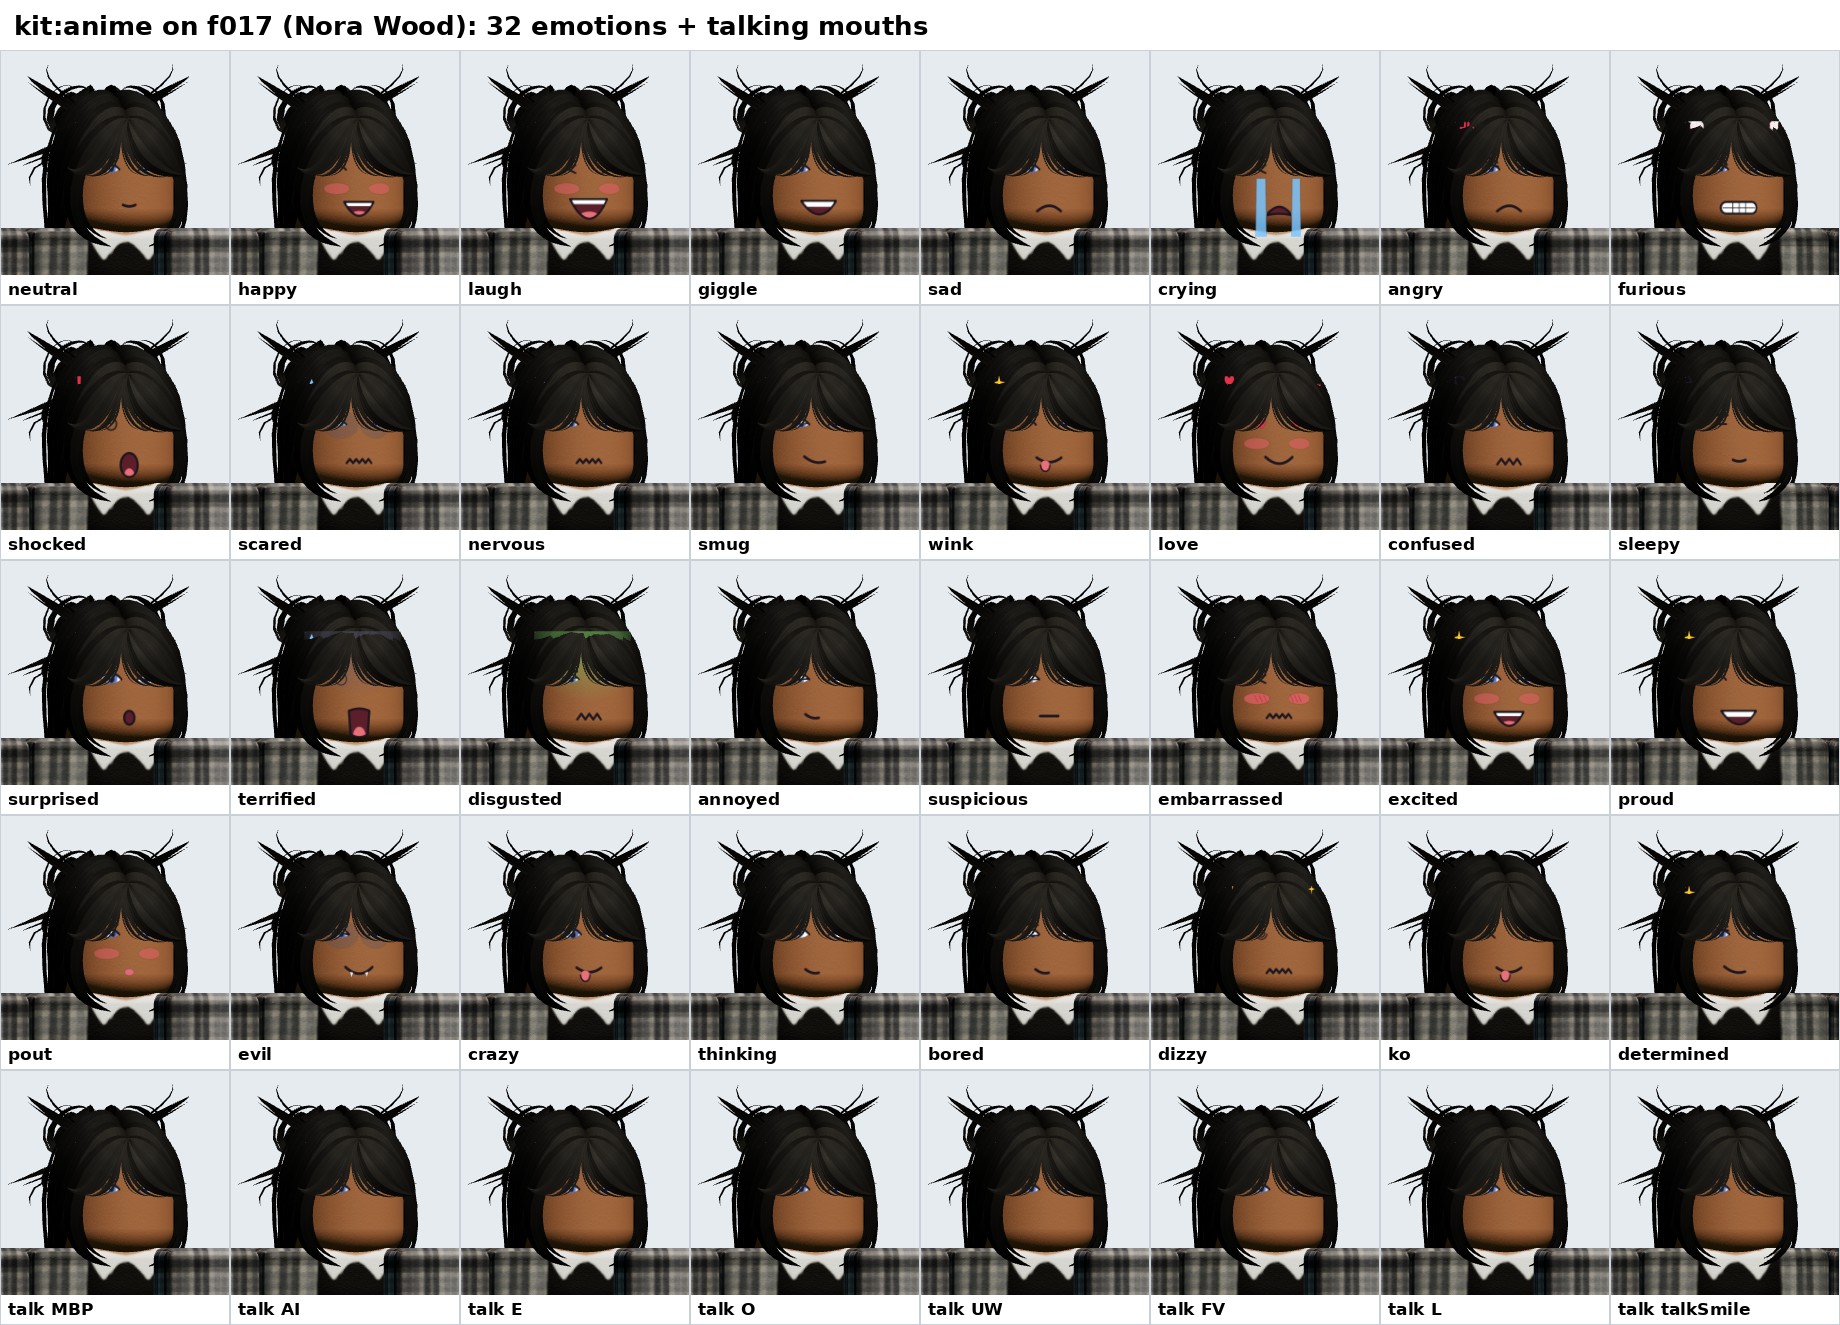 kit:anime on f017 (Nora Wood): 32 emotions + talking mouths
neutral happy laugh giggle sad crying angry furious
shocked scared nervous smug wink love confused sleepy
surprised terrified disgusted annoyed suspicious embarrassed excited proud
pout evil crazy thinking bored dizzy ko determined
talk MBP talk AI talk E talk O talk UW talk FV talk L talk talkSmile